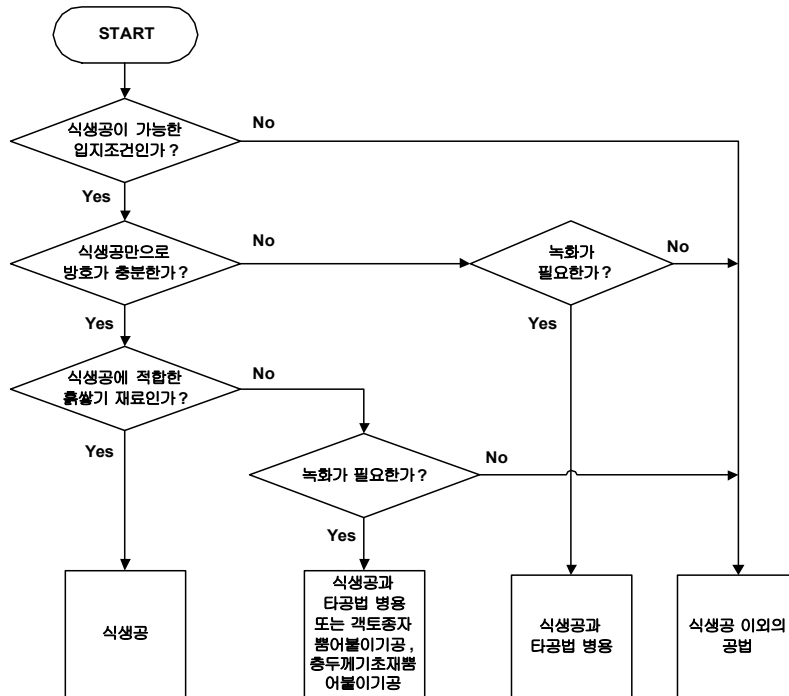 START
식생공이 가능한
입지조건인가 ?
No
Yes
식생공만으로
방호가 충분한가 ?
No
녹화가
필요한가 ?
No
Yes
Yes
식생공에 적합한
흙쌓기 재료인가 ?
No
Yes
녹화가 필요한가 ?
No
Yes
식생공
식생공과
타공법 병용
또는 객토종자
뿜어붙이기공 ,
층두께기초재뿜
어붙이기공
식생공과
타공법 병용
식생공 이외의
공법